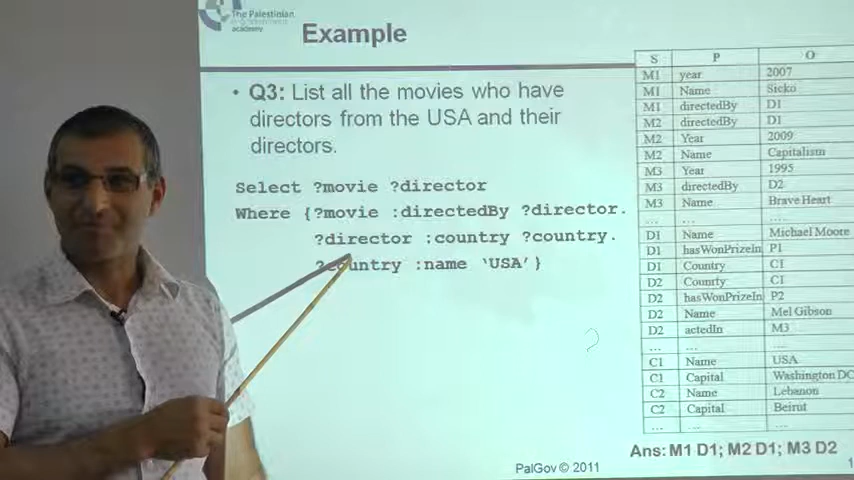 The Palestinian
academy
Example
• Q3: List all the movies who have
directors from the USA and their
directors.
Select ?movie ?director
Where {?movie :directedBy ?director.
?director :country ?country.
?country :name ‘USA’}
S P O
M1 year 2007
M1 Name Sicko
M1 directedBy D1
M2 directedBy D1
M2 Year 2009
M2 Name Capitalism
M3 Year 1995
M3 directedBy D2
M3 Name Brave Heart
... ... ....
D1 Name Michael Moore
D1 hasWonPrizeIn P1
D1 Country C1
D2 Counrty C1
D2 hasWonPrizeIn P2
D2 Name Mel Gibson
D2 actedIn M3
... ... ...
C1 Name USA
C1 Capital Washington DC
C2 Name Lebanon
C2 Capital Beirut
... ... ...
Ans: M1 D1; M2 D1; M3 D2
PalGov © 2011